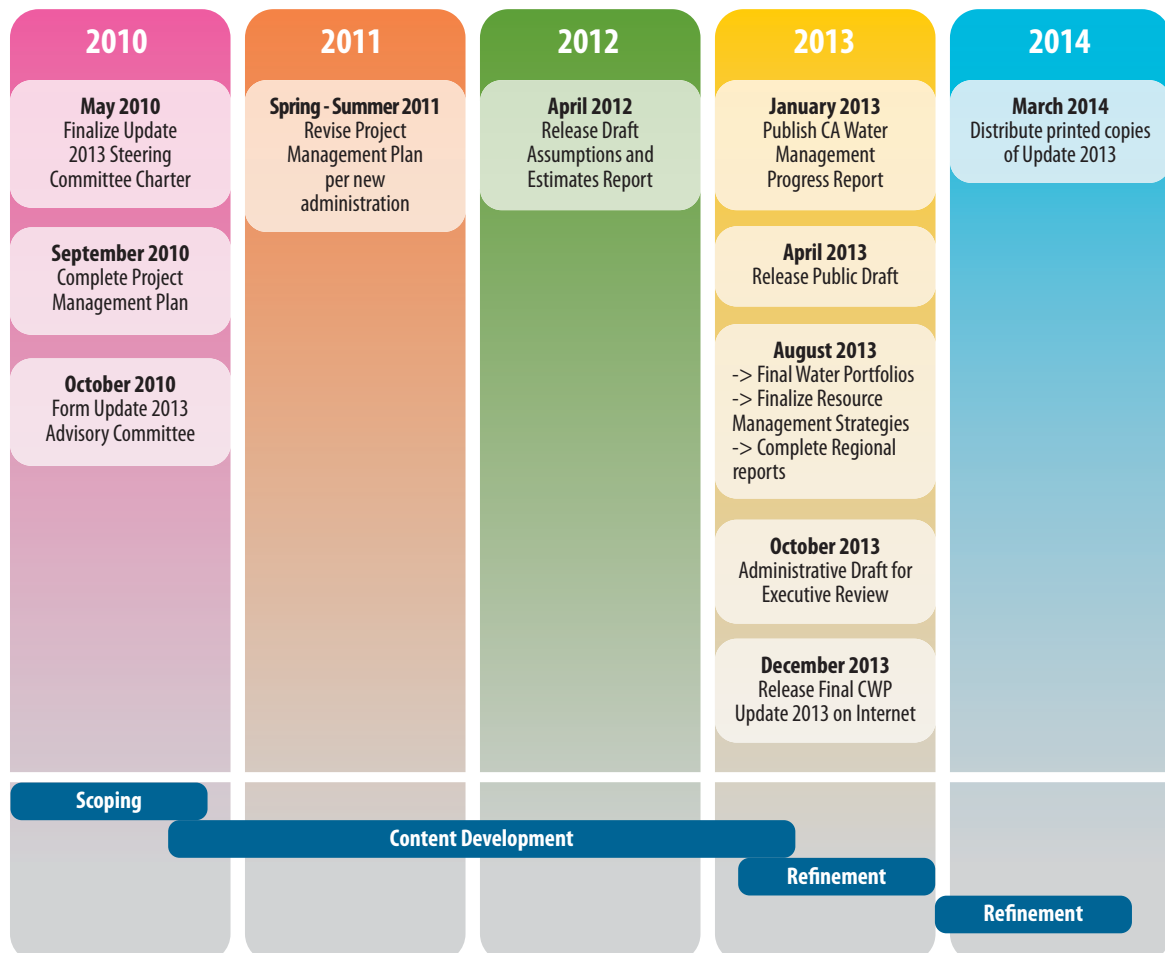 2010
May 2010
Finalize Update
2013 Steering
Committee Charter
September 2010
Complete Project
Management Plan
October 2010
Form Update 2013
Advisory Committee
2011
Spring - Summer 2011
Revise Project
Management Plan
per new
administration
2012
April 2012
Release Draft
Assumptions and
Estimates Report
2013
January 2013
Publish CA Water
Management
Progress Report
April 2013
Release Public Draft
August 2013
-> Final Water Portfolios
-> Finalize Resource
Management Strategies
-> Complete Regional
reports
October 2013
Administrative Draft for
Executive Review
December 2013
Release Final CWP
Update 2013 on Internet
2014
March 2014
Distribute printed copies
of Update 2013
Scoping
Content Development
Refinement
Refinement